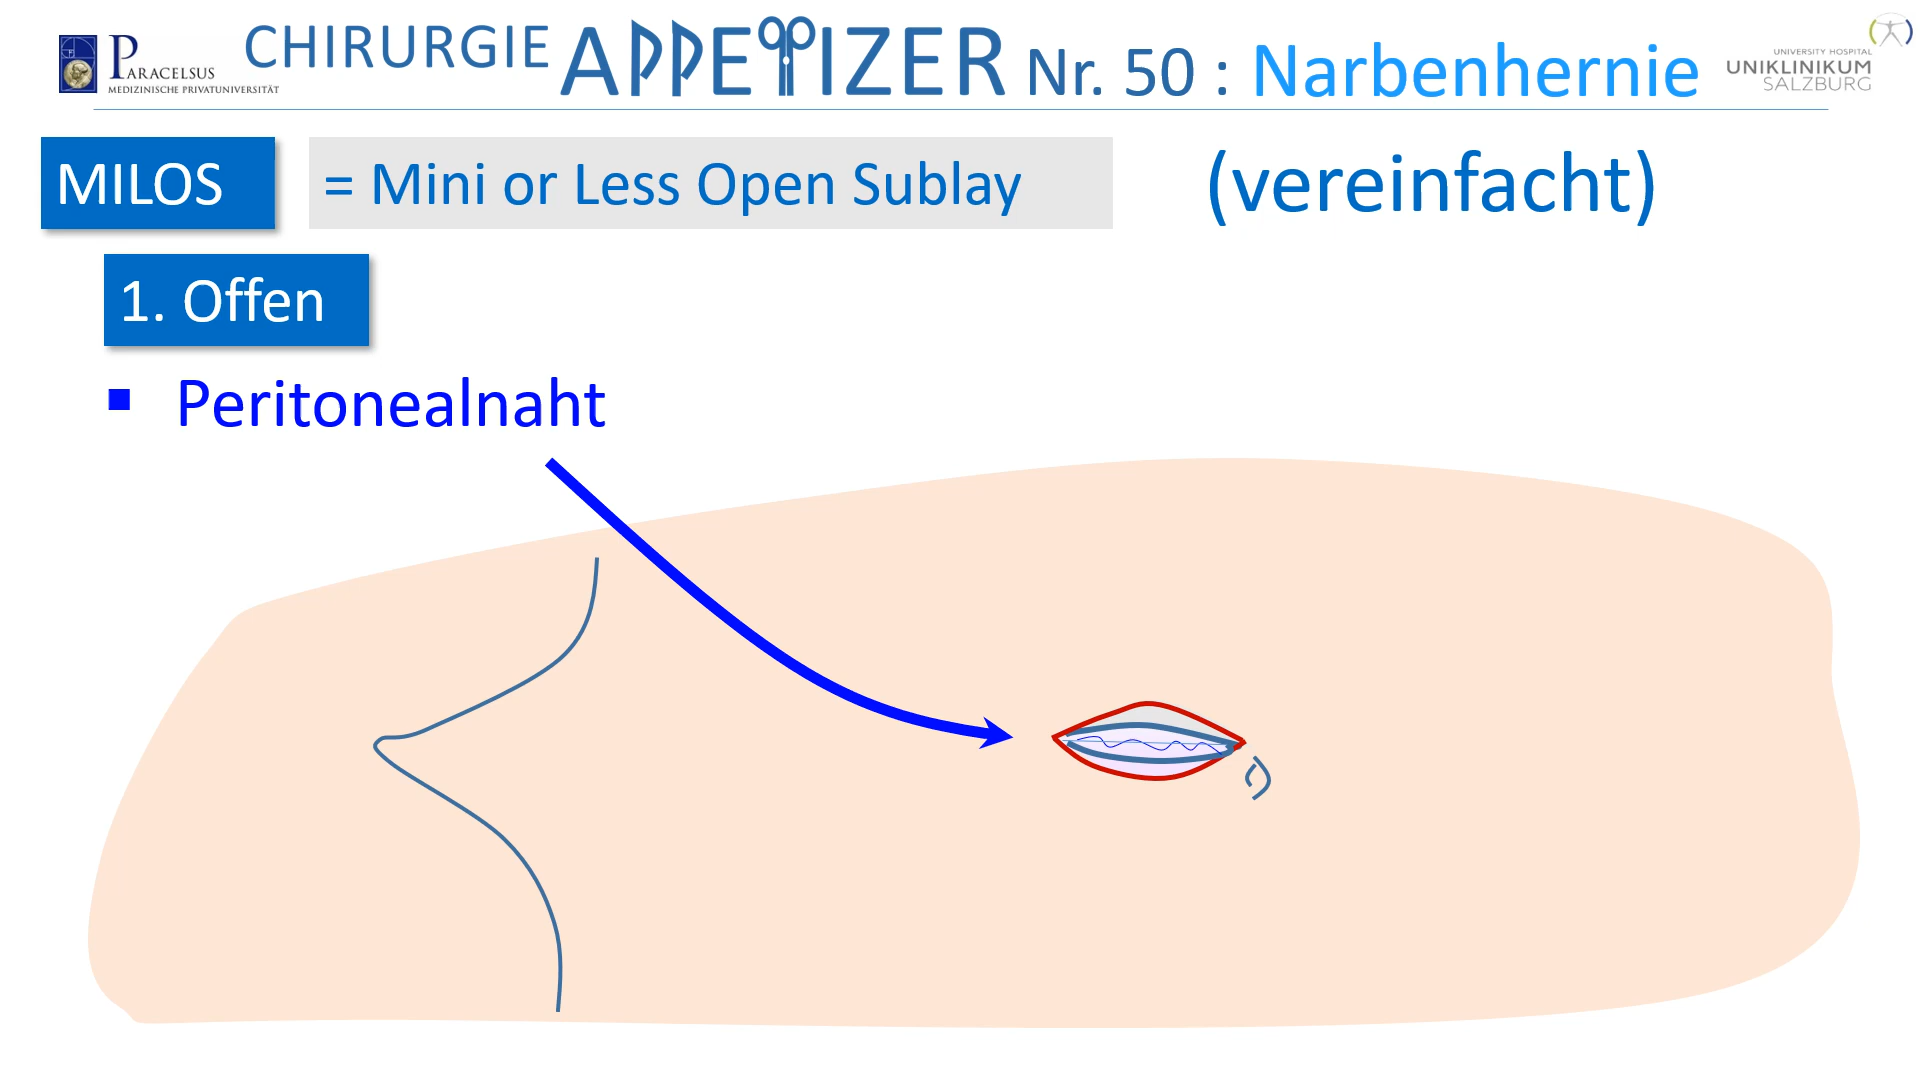 PARACELSUS
MEDIZINISCHE PRIVATUNIVERSITÄT
CHIRURGIE APPETIZER Nr. 50 : Narbenhernie
UNIVERSITY HOSPITAL
UNIKLINIKUM
SALZBURG
MILOS = Mini or Less Open Sublay (vereinfacht)
1. Offen
▪ Peritonealnaht